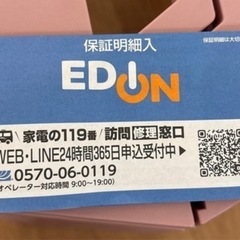 保証明細入
EDION
家電の119番/訪問修理窓口
WEB・LINE24時間365日申込受付中▶
0570-06-0119
オペレーター対応時間 9:00〜19:00)
保証明細は大切